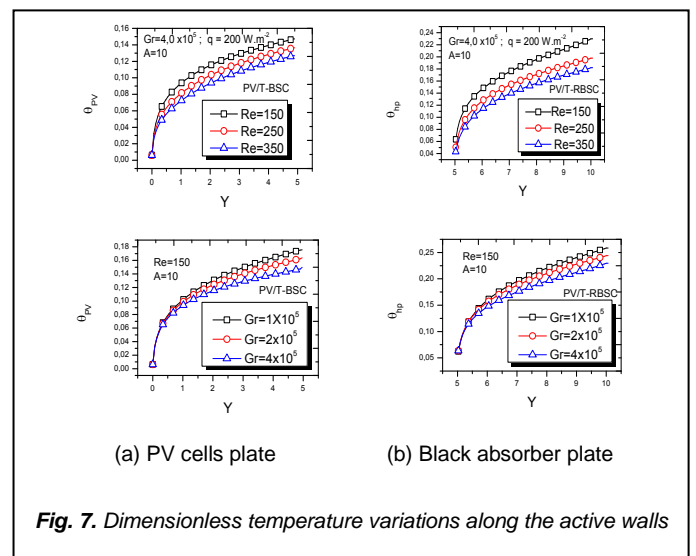 Gr=4,0 x10⁵ ; q = 200 W.m⁻²
A=10
PV/T-BSC
Re=150
Re=250
Re=350
θPV
0,16
0,14
0,12
0,10
0,08
0,06
0,04
0,02
0,00
0 1 2 3 4 5
Y
Gr=4,0 x10⁵ ; q = 200 W.m⁻²
A=10
PV/T-RBSC
Re=150
Re=250
Re=350
θhp
0,24
0,22
0,20
0,18
0,16
0,14
0,12
0,10
0,08
0,06
0,04
5 6 7 8 9 10
Y
Re=150
A=10
PV/T-BSC
Gr=1X10⁵
Gr=2x10⁵
Gr=4x10⁵
θPV
0,18
0,16
0,14
0,12
0,10
0,08
0,06
0,04
0,02
0,00
0 1 2 3 4 5
Y
Re=150
A=10
PV/T-RBSC
Gr=1X10⁵
Gr=2x10⁵
Gr=4x10⁵
θhp
0,25
0,20
0,15
0,10
0,05
5 6 7 8 9 10
Y
(a) PV cells plate
(b) Black absorber plate
Fig. 7. Dimensionless temperature variations along the active walls